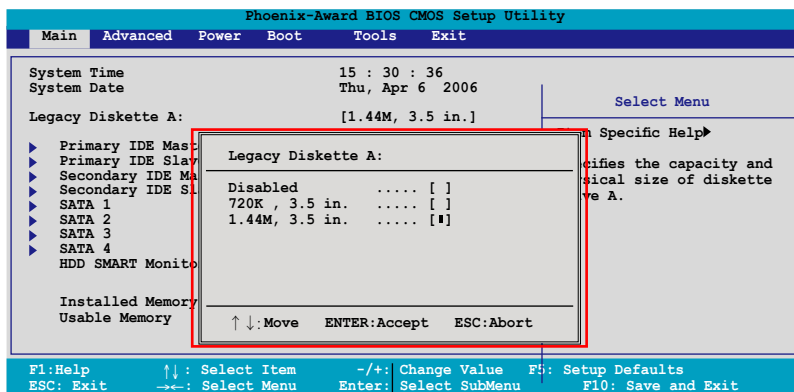 Phoenix-Award BIOS CMOS Setup Utility
Main Advanced Power Boot Tools Exit
System Time 15 : 30 : 36
System Date Thu, Apr 6 2006
Legacy Diskette A: [1.44M, 3.5 in.]
Primary IDE Mast
Primary IDE Slav
Secondary IDE Ma
Secondary IDE Sl
SATA 1
SATA 2
SATA 3
SATA 4
HDD SMART Monito
Installed Memory
Usable Memory
Legacy Diskette A:
Disabled ..... [ ]
720K , 3.5 in. ..... [ ]
1.44M, 3.5 in. ..... [▮]
↑↓:Move ENTER:Accept ESC:Abort
Select Menu
Specific Help
cifies the capacity and
sical size of diskette
ve A.
F1:Help ↑↓: Select Item -/+: Change Value F5: Setup Defaults
ESC: Exit →←: Select Menu Enter: Select SubMenu F10: Save and Exit